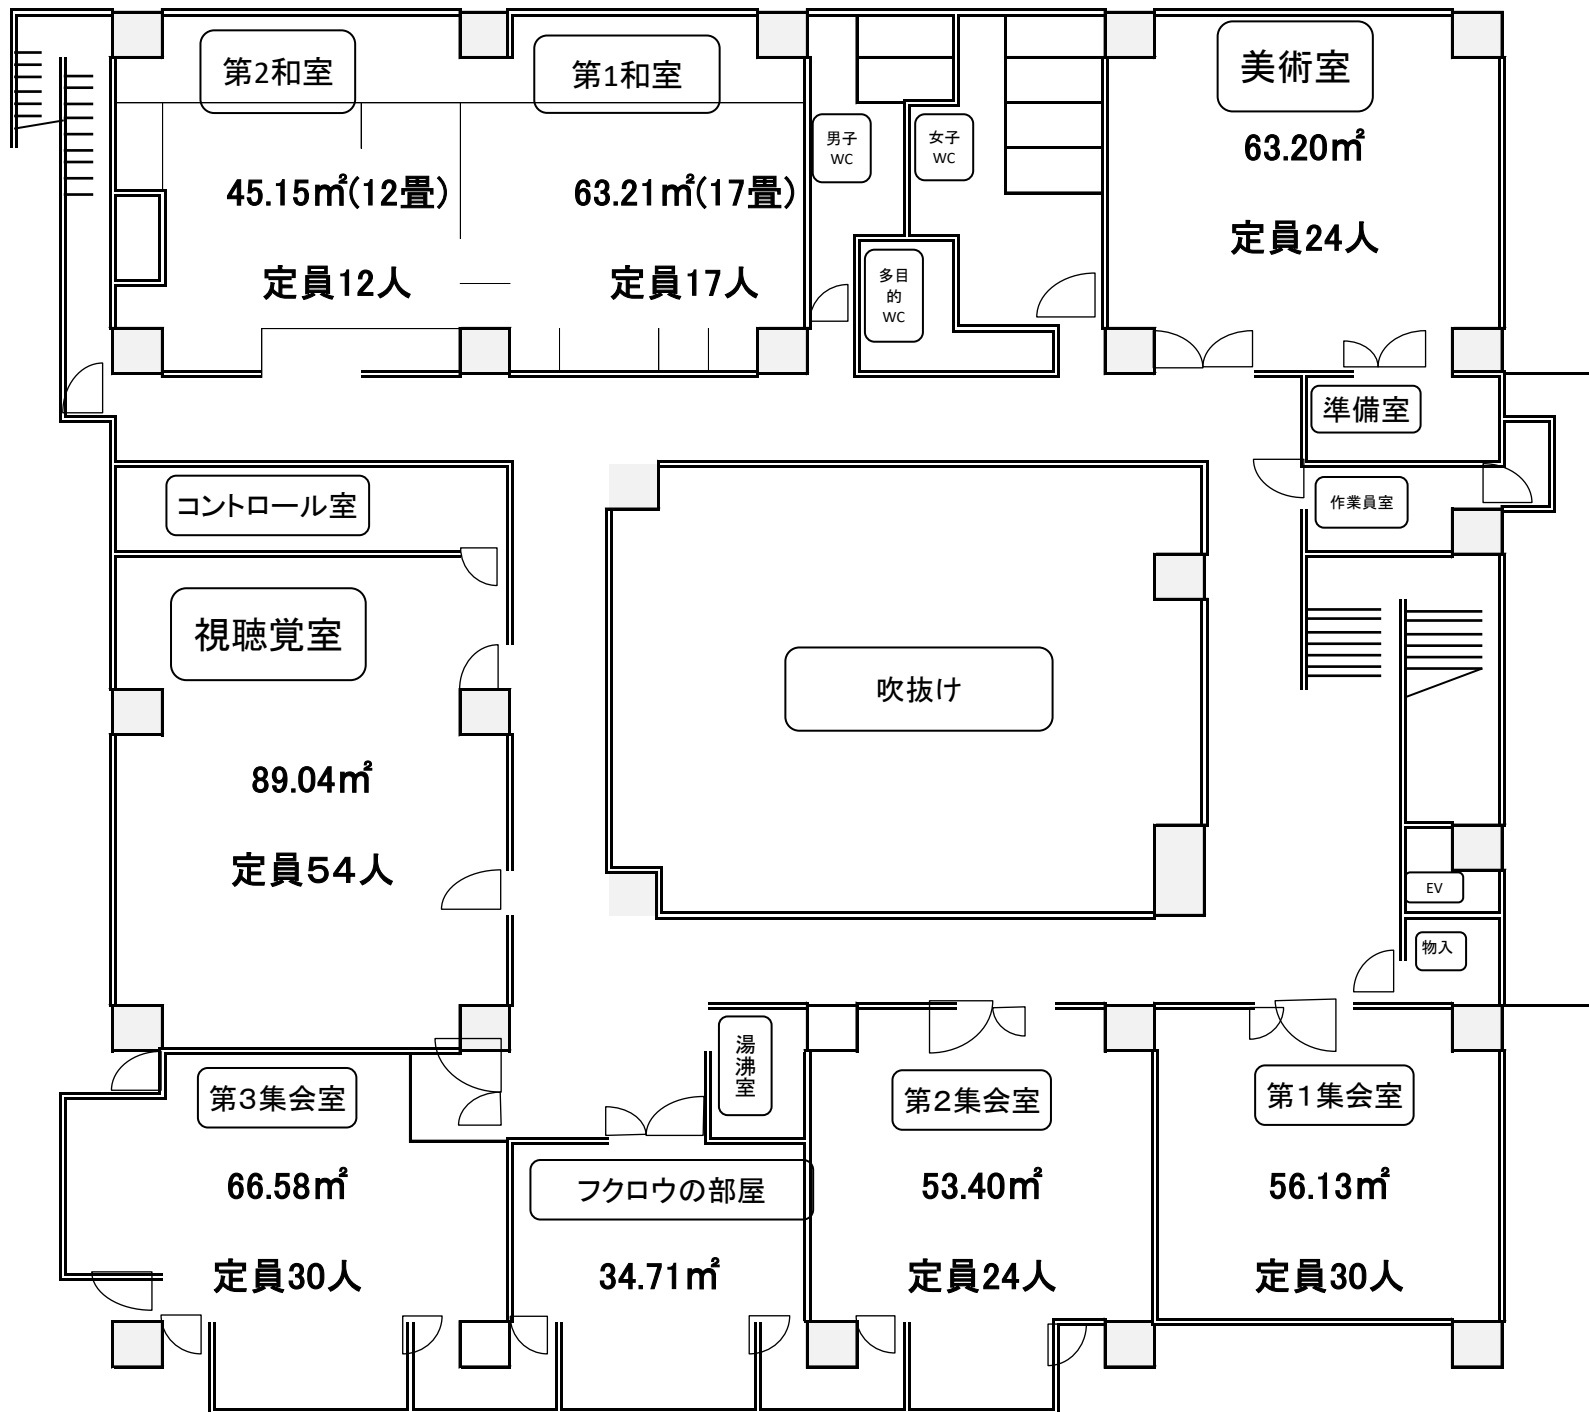 第2和室
45.15㎡(12畳)
定員12人
第1和室
63.21㎡(17畳)
定員17人
男子
WC
女子
WC
多目
的
WC
美術室
63.20㎡
定員24人
準備室
作業員室
コントロール室
視聴覚室
89.04㎡
定員５４人
吹抜け
EV
物入
湯沸室
第３集会室
66.58㎡
定員30人
フクロウの部屋
34.71㎡
第２集会室
53.40㎡
定員24人
第１集会室
56.13㎡
定員30人